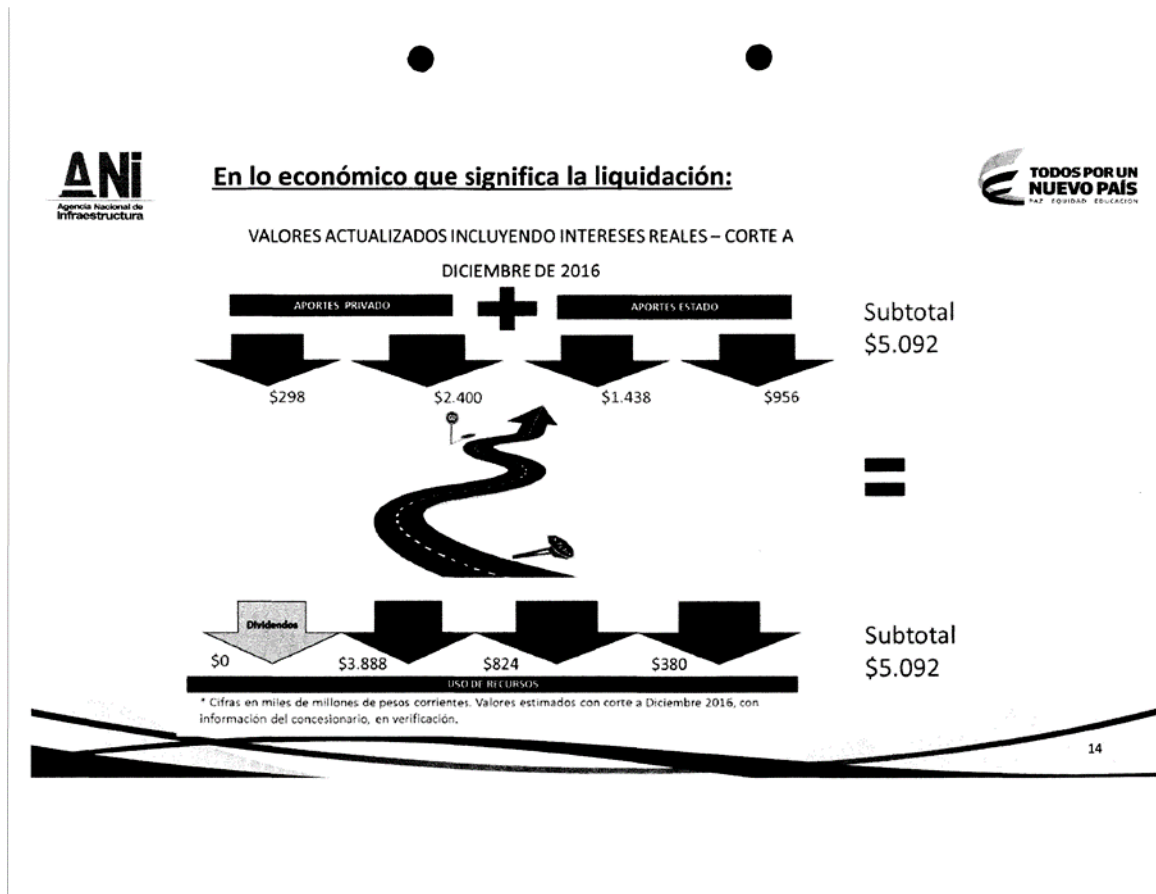 ANi
Agencia Nacional de
Infraestructura
En lo económico que significa la liquidación:
TODOS POR UN
NUEVO PAÍS
PAZ EQUIDAD EDUCACIÓN
VALORES ACTUALIZADOS INCLUYENDO INTERESES REALES – CORTE A
DICIEMBRE DE 2016
APORTES PRIVADO
APORTES ESTADO
Subtotal
$5.092
$298
$2.400
$1.438
$956
Dividendos
$0
$3.888
$824
$380
Subtotal
$5.092
USO DE RECURSOS
* Cifras en miles de millones de pesos corrientes. Valores estimados con corte a Diciembre 2016, con
información del concesionario, en verificación.
14